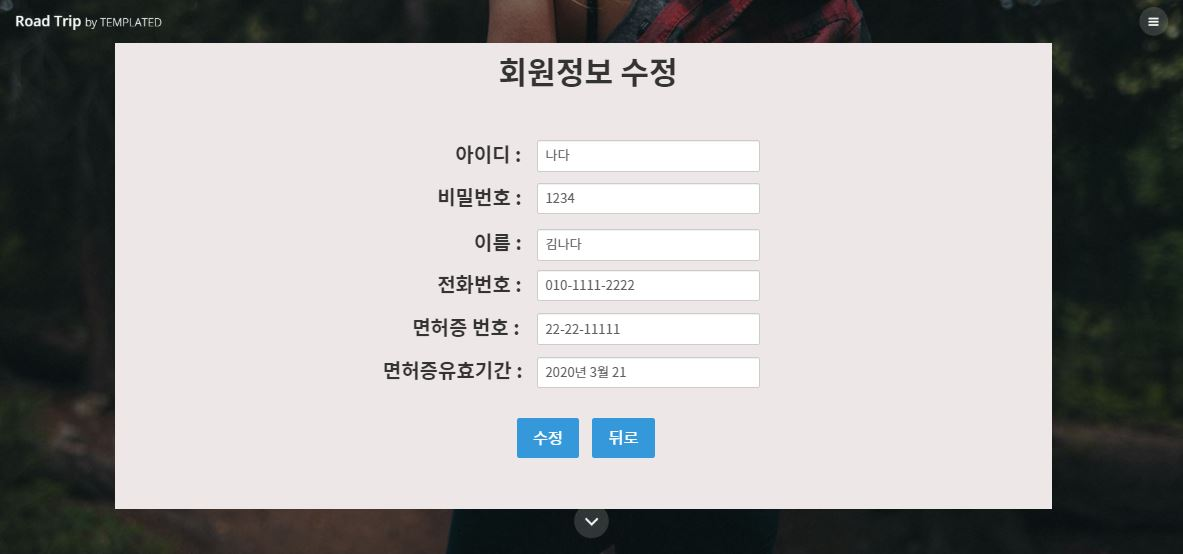 Road Trip by TEMPLATED
회원정보 수정
아이디 : 나다
비밀번호 : 1234
이름 : 김나다
전화번호 : 010-1111-2222
면허증 번호 : 22-22-11111
면허증유효기간 : 2020년 3월 21
수정 뒤로